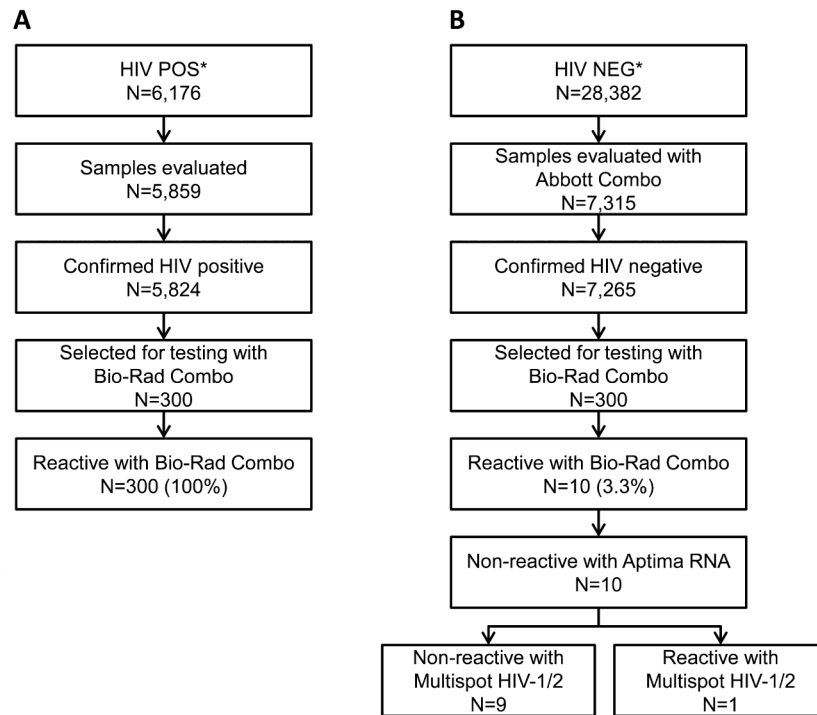 A
HIV POS*
N=6,176
Samples evaluated
N=5,859
Confirmed HIV positive
N=5,824
Selected for testing with
Bio-Rad Combo
N=300
Reactive with Bio-Rad Combo
N=300 (100%)
B
HIV NEG*
N=28,382
Samples evaluated with
Abbott Combo
N=7,315
Confirmed HIV negative
N=7,265
Selected for testing with
Bio-Rad Combo
N=300
Reactive with Bio-Rad Combo
N=10 (3.3%)
Non-reactive with Aptima RNA
N=10
Non-reactive with
Multispot HIV-1/2
N=9
Reactive with
Multispot HIV-1/2
N=1